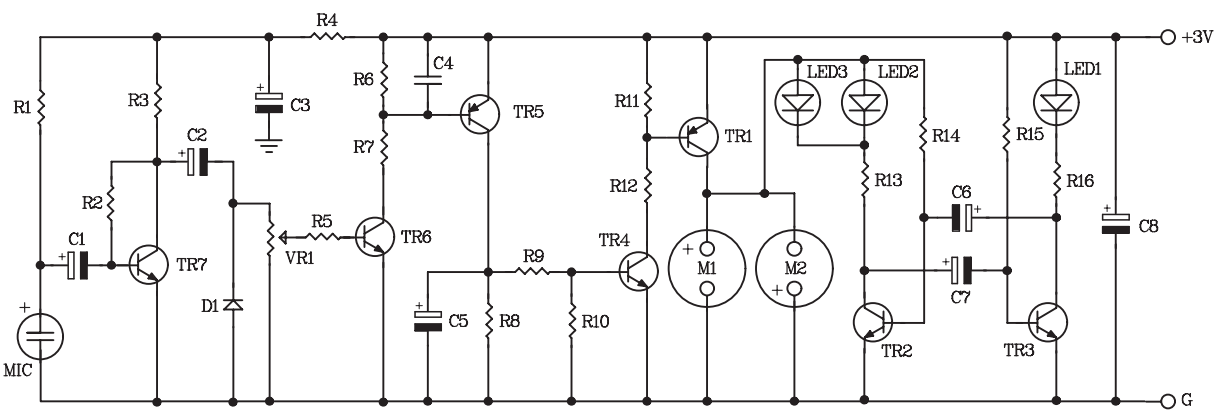 R4
+3V
R1
R3
+
C3
R6
C4
TR5
R11
TR1
LED3
LED2
LED1
R14
R15
C2
+
R7
R12
R13
R16
R2
C1
+
TR7
VR1
R5
TR6
R9
TR4
+
M1
M2
+
C6
+
+
C7
+
C8
D1
+
C5
R8
R10
TR2
TR3
+
MIC
G